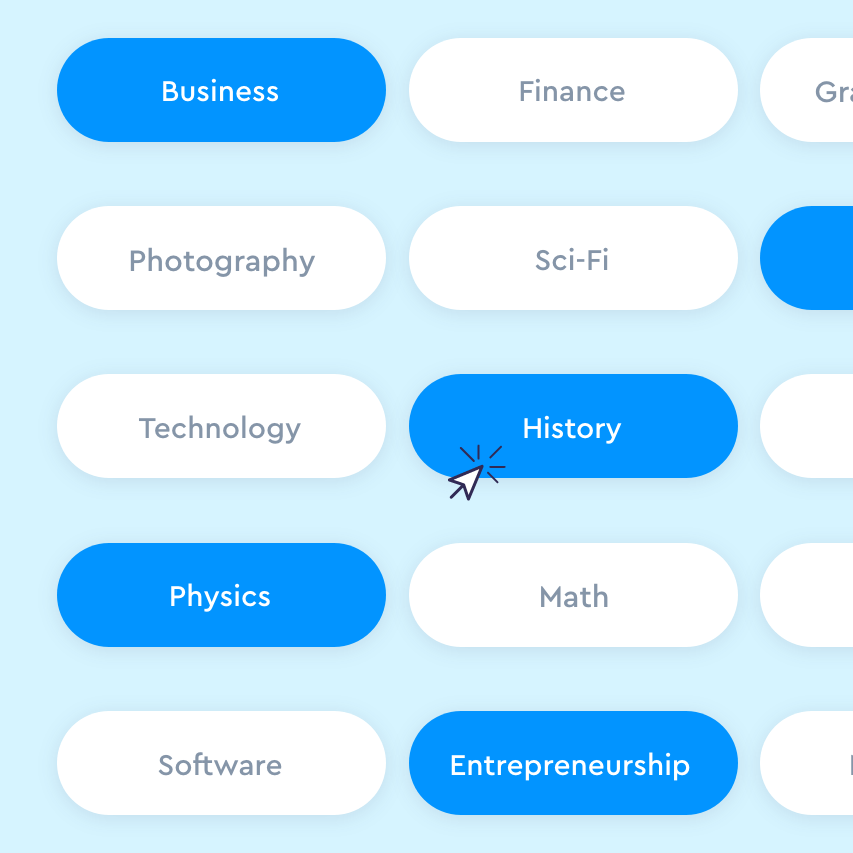 Business
Finance
Photography
Sci-Fi
Technology
History
Physics
Math
Software
Entrepreneurship